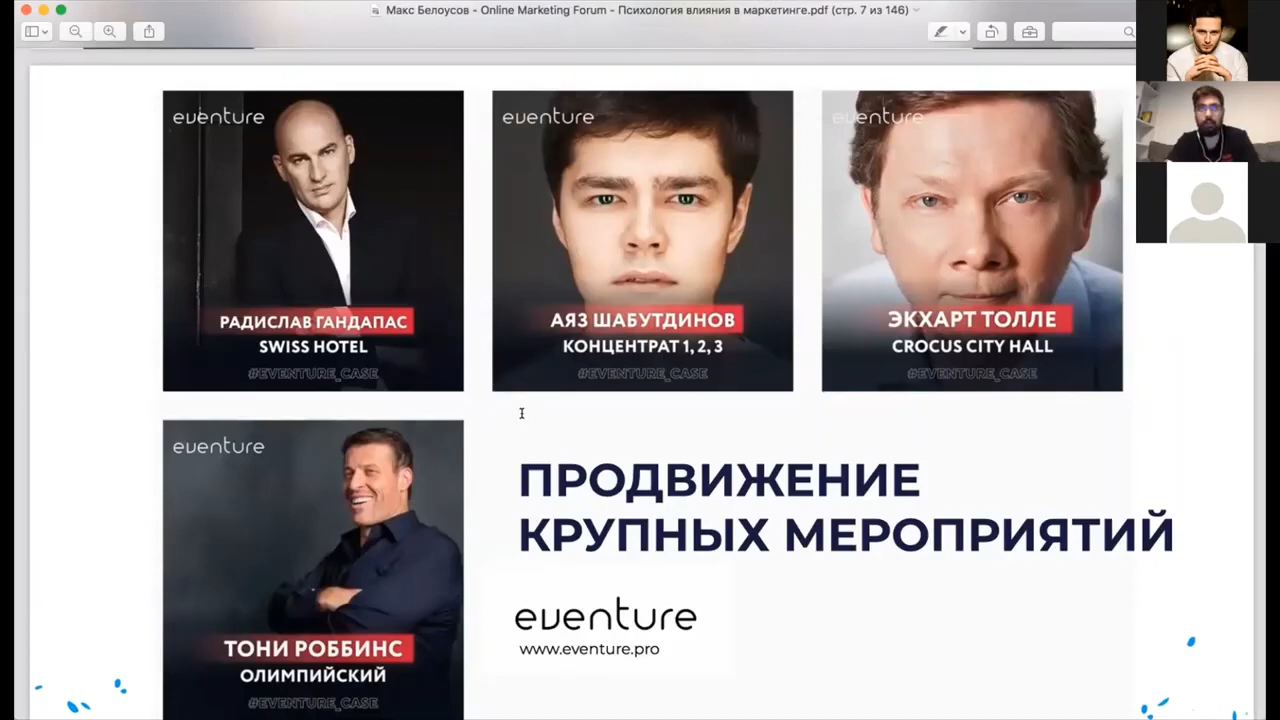 Макс Белоусов - Online Marketing Forum - Психология влияния в маркетинге.pdf (стр. 7 из 146)
eventure
РАДИСЛАВ ГАНДАПАС
SWISS HOTEL
#EVENTURE_CASE
eventure
АЯЗ ШАБУТДИНОВ
КОНЦЕНТРАТ 1, 2, 3
#EVENTURE_CASE
eventure
ЭКХАРТ ТОЛЛЕ
CROCUS CITY HALL
#EVENTURE_CASE
eventure
ТОНИ РОББИНС
ОЛИМПИЙСКИЙ
#EVENTURE_CASE
ПРОДВИЖЕНИЕ
КРУПНЫХ МЕРОПРИЯТИЙ
eventure
www.eventure.pro